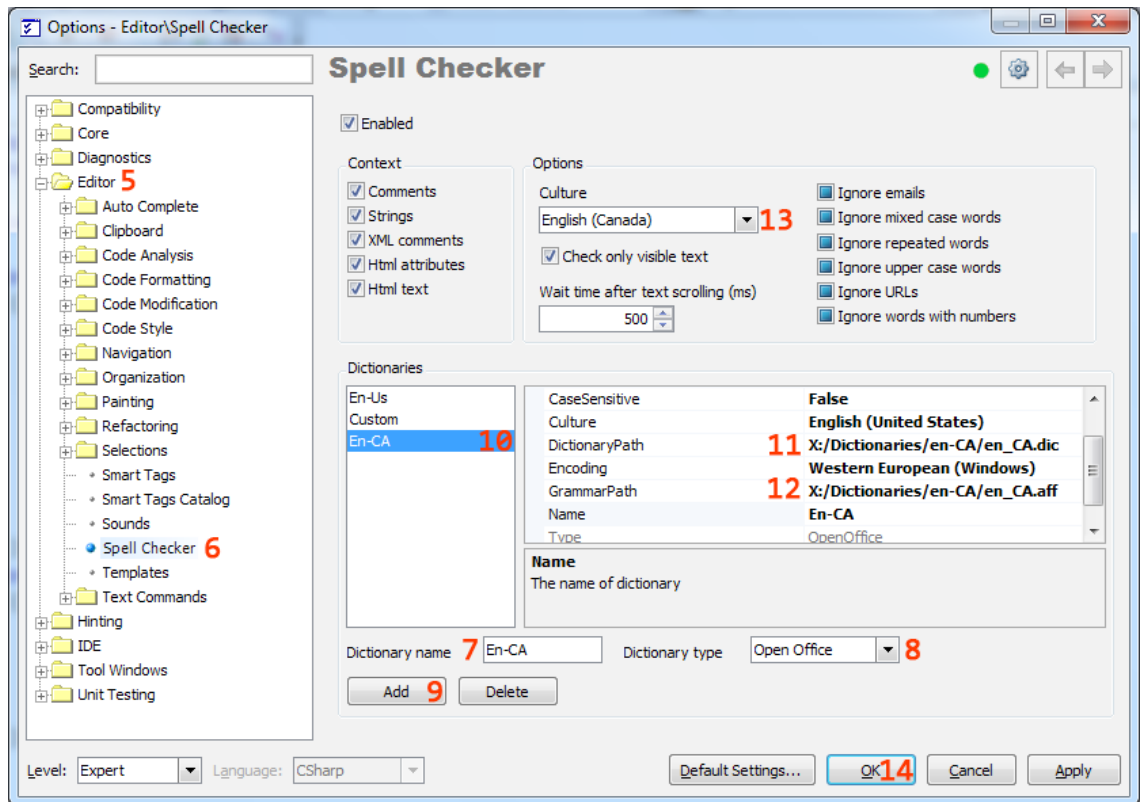 Options - Editor\Spell Checker
Search:
Spell Checker
Compatibility
Core
Diagnostics
Editor 5
Auto Complete
Clipboard
Code Analysis
Code Formatting
Code Modification
Code Style
Navigation
Organization
Painting
Refactoring
Selections
Smart Tags
Smart Tags Catalog
Sounds
Spell Checker 6
Templates
Text Commands
Hinting
IDE
Tool Windows
Unit Testing
Enabled
Context
Comments
Strings
XML comments
Html attributes
Html text
Options
Culture
English (Canada) 13
Check only visible text
Wait time after text scrolling (ms)
500
Ignore emails
Ignore mixed case words
Ignore repeated words
Ignore upper case words
Ignore URLs
Ignore words with numbers
Dictionaries
En-Us
Custom
En-CA 10
CaseSensitive False
Culture English (United States)
DictionaryPath 11 X:/Dictionaries/en-CA/en_CA.dic
Encoding Western European (Windows)
GrammarPath 12 X:/Dictionaries/en-CA/en_CA.aff
Name En-CA
Type OpenOffice
Name
The name of dictionary
Dictionary name 7 En-CA Dictionary type Open Office 8
Add 9 Delete
Level: Expert Language: CSharp Default Settings... OK 14 Cancel Apply